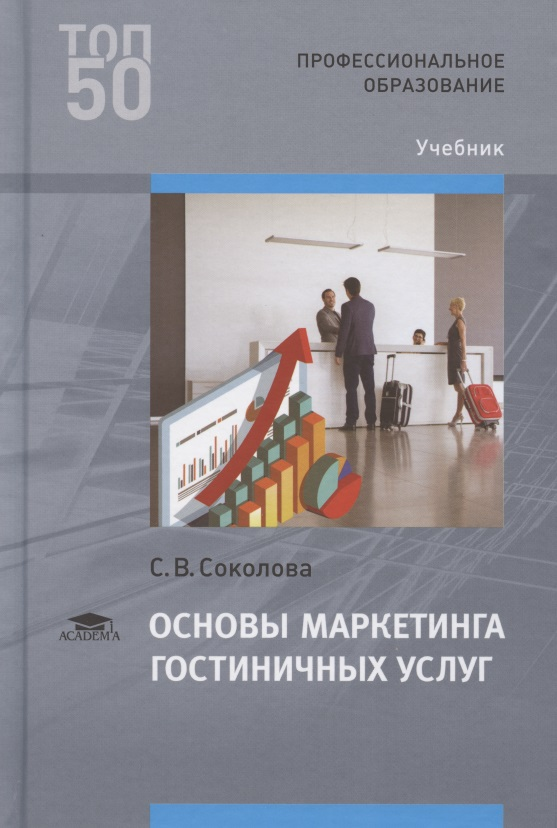 ТОП
50
ПРОФЕССИОНАЛЬНОЕ
ОБРАЗОВАНИЕ
Учебник
С. В. Соколова
ACADEMA
ОСНОВЫ МАРКЕТИНГА
ГОСТИНИЧНЫХ УСЛУГ